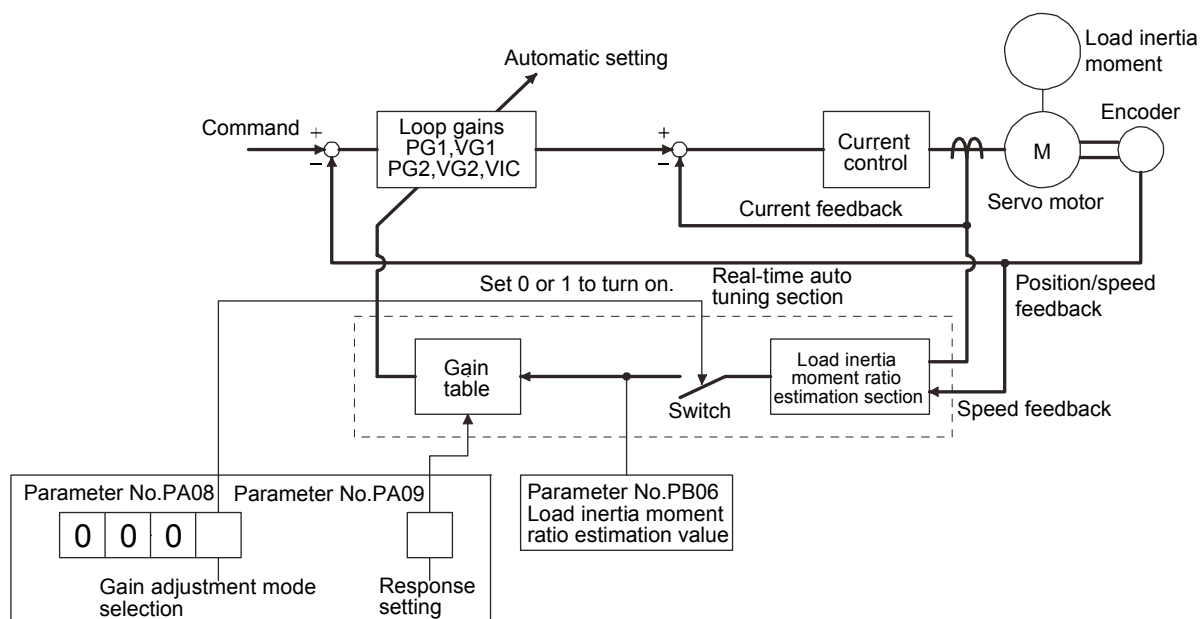 Load inertia
moment
Automatic setting
Encoder
Command
+
−
Loop gains
PG1,VG1
PG2,VG2,VIC
+
−
Current
control
M
Servo motor
Current feedback
Set 0 or 1 to turn on.
Real-time auto
tuning section
Position/speed
feedback
Gain
table
Switch
Load inertia
moment ratio
estimation section
Speed feedback
Parameter No.PA08
Parameter No.PA09
0 0 0
Gain adjustment mode
selection
Response
setting
Parameter No.PB06
Load inertia moment
ratio estimation value